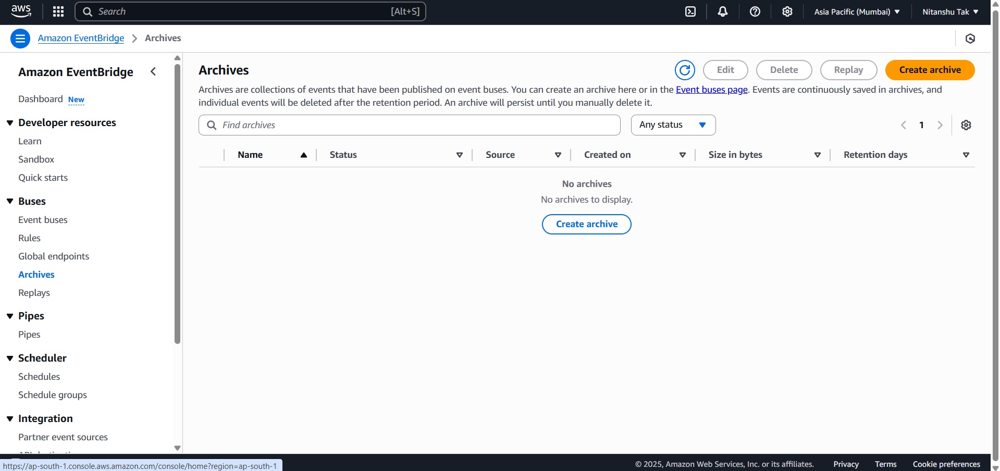 aws
Search [Alt+S]
Asia Pacific (Mumbai)
Nitanshu Tak
Amazon EventBridge > Archives
Amazon EventBridge
Dashboard New
Developer resources
Learn
Sandbox
Quick starts
Buses
Event buses
Rules
Global endpoints
Archives
Replays
Pipes
Pipes
Scheduler
Schedules
Schedule groups
Integration
Partner event sources
Archives
Edit
Delete
Replay
Create archive
Archives are collections of events that have been published on event buses. You can create an archive here or in the Event buses page. Events are continuously saved in archives, and
individual events will be deleted after the retention period. An archive will persist until you manually delete it.
Find archives
Any status
1
Name Status Source Created on Size in bytes Retention days
No archives
No archives to display.
Create archive
https://ap-south-1.console.aws.amazon.com/console/home?region=ap-south-1
© 2025, Amazon Web Services, Inc. or its affiliates. Privacy Terms Cookie preferences